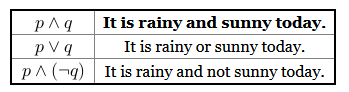 p ∧ q It is rainy and sunny today.
p ∨ q It is rainy or sunny today.
p ∧ (¬q) It is rainy and not sunny today.